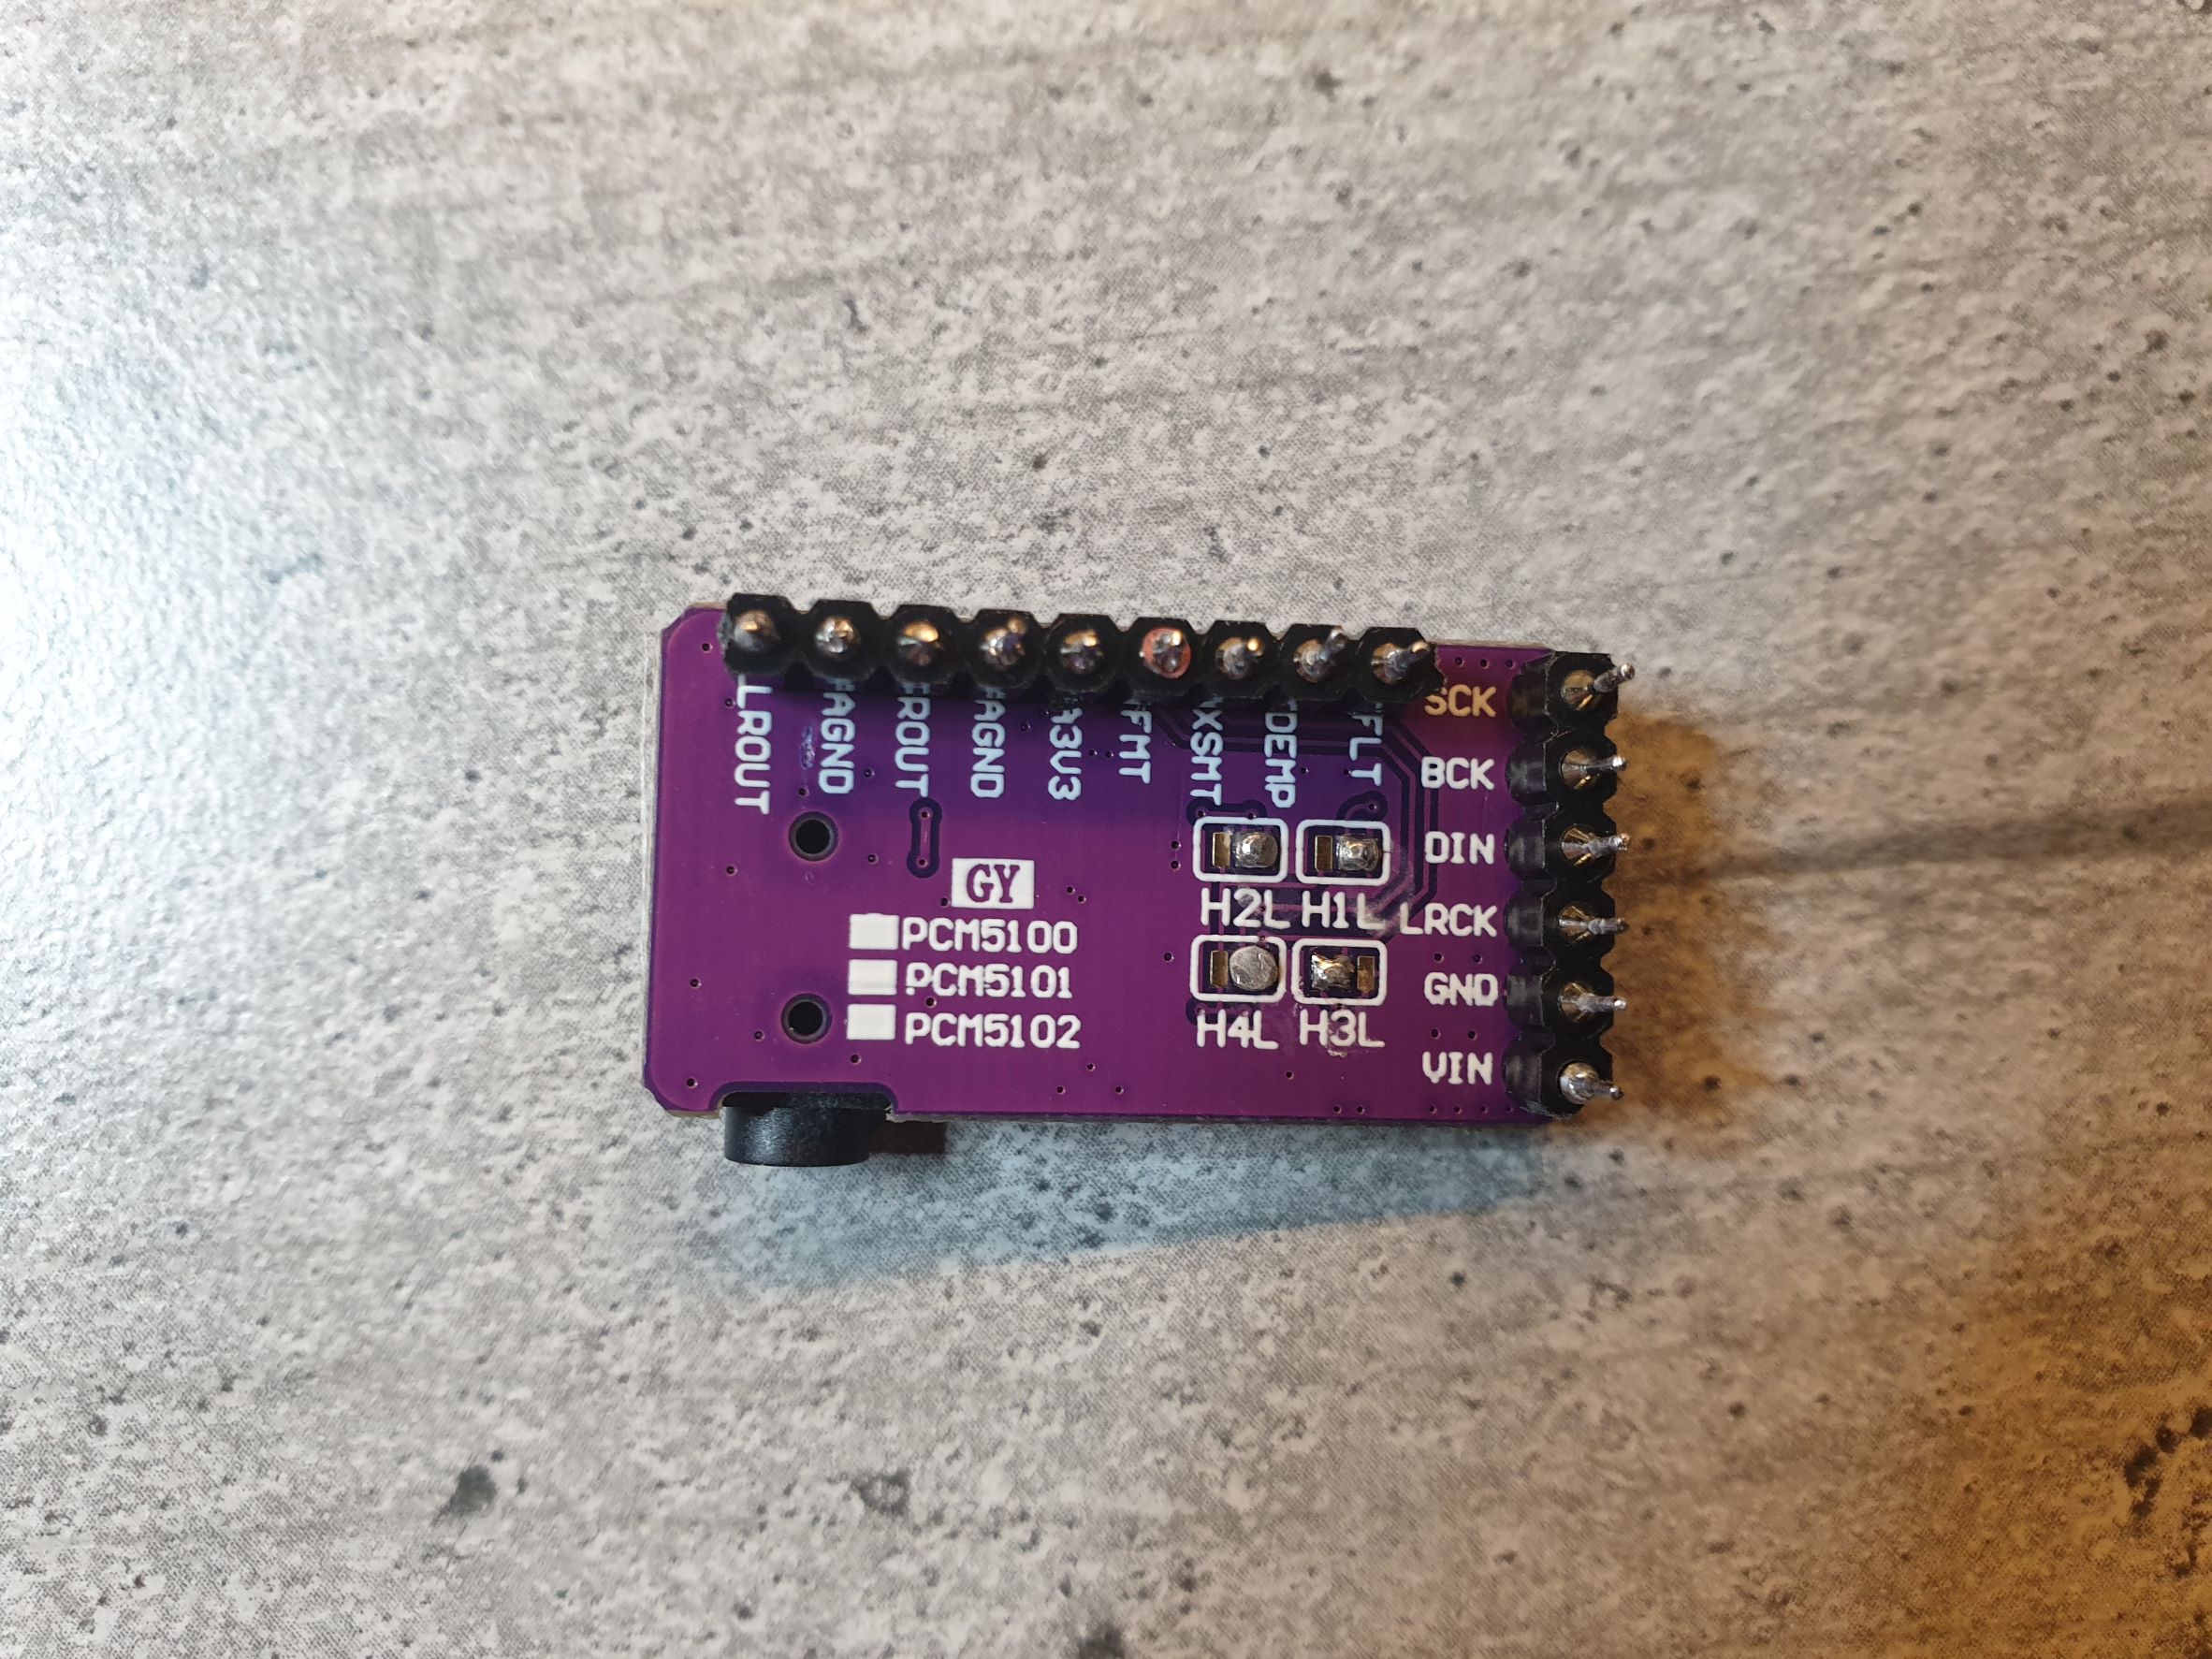 LROUT
AGND
ROUT
AGND
A3V3
FMT
XSMT
DEMP
FLT
SCK
BCK
DIN
LRCK
GND
VIN
H2L H1L
H4L H3L
GY
PCM5100
PCM5101
PCM5102